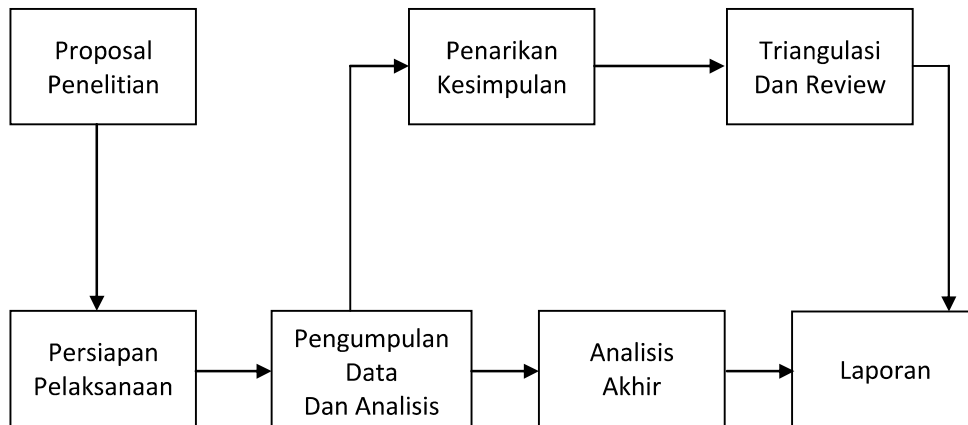 Proposal
Penelitian
Penarikan
Kesimpulan
Triangulasi
Dan Review
Persiapan
Pelaksanaan
Pengumpulan
Data
Dan Analisis
Analisis
Akhir
Laporan